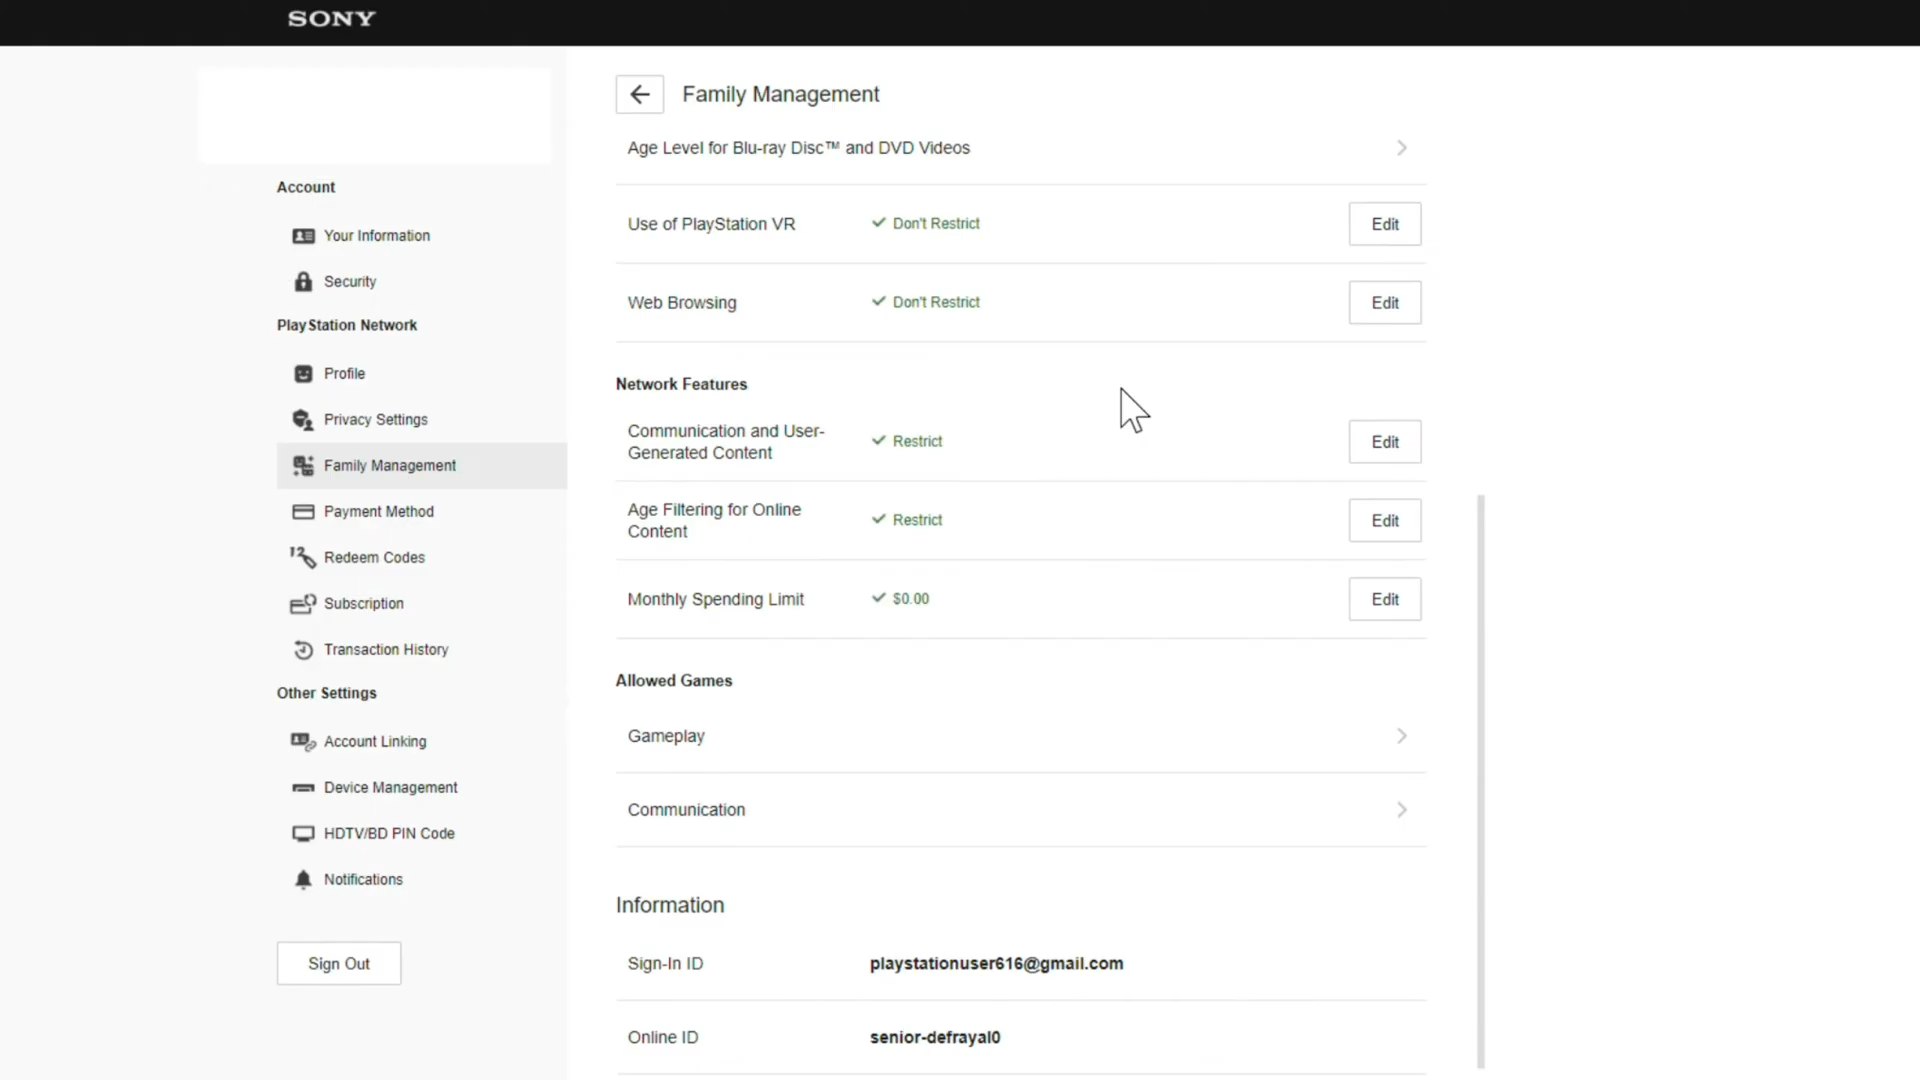 SONY
Family Management
Age Level for Blu-ray Disc™ and DVD Videos
Account
Use of PlayStation VR
Don't Restrict
Edit
Your Information
Security
Web Browsing
Don't Restrict
Edit
PlayStation Network
Profile
Network Features
Privacy Settings
Communication and User-
Generated Content
Restrict
Edit
Family Management
Payment Method
Age Filtering for Online
Content
Restrict
Edit
Redeem Codes
Subscription
Monthly Spending Limit
$0.00
Edit
Transaction History
Other Settings
Allowed Games
Account Linking
Gameplay
Device Management
Communication
HDTV/BD PIN Code
Notifications
Information
Sign Out
Sign-In ID
playstationuser616@gmail.com
Online ID
senior-defrayal0